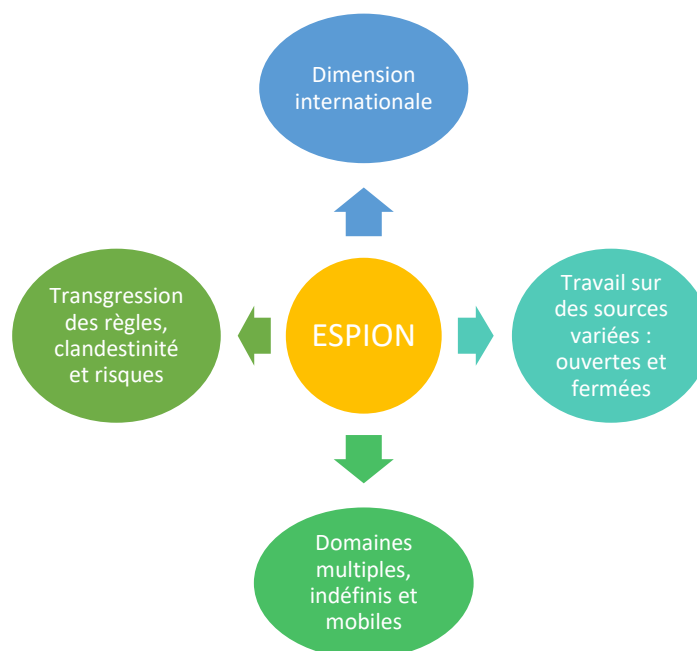 Dimension
internationale
Transgression
des règles,
clandestinité
et risques
ESPION
Travail sur
des sources
variées :
ouvertes et
fermées
Domaines
multiples,
indéfinis et
mobiles